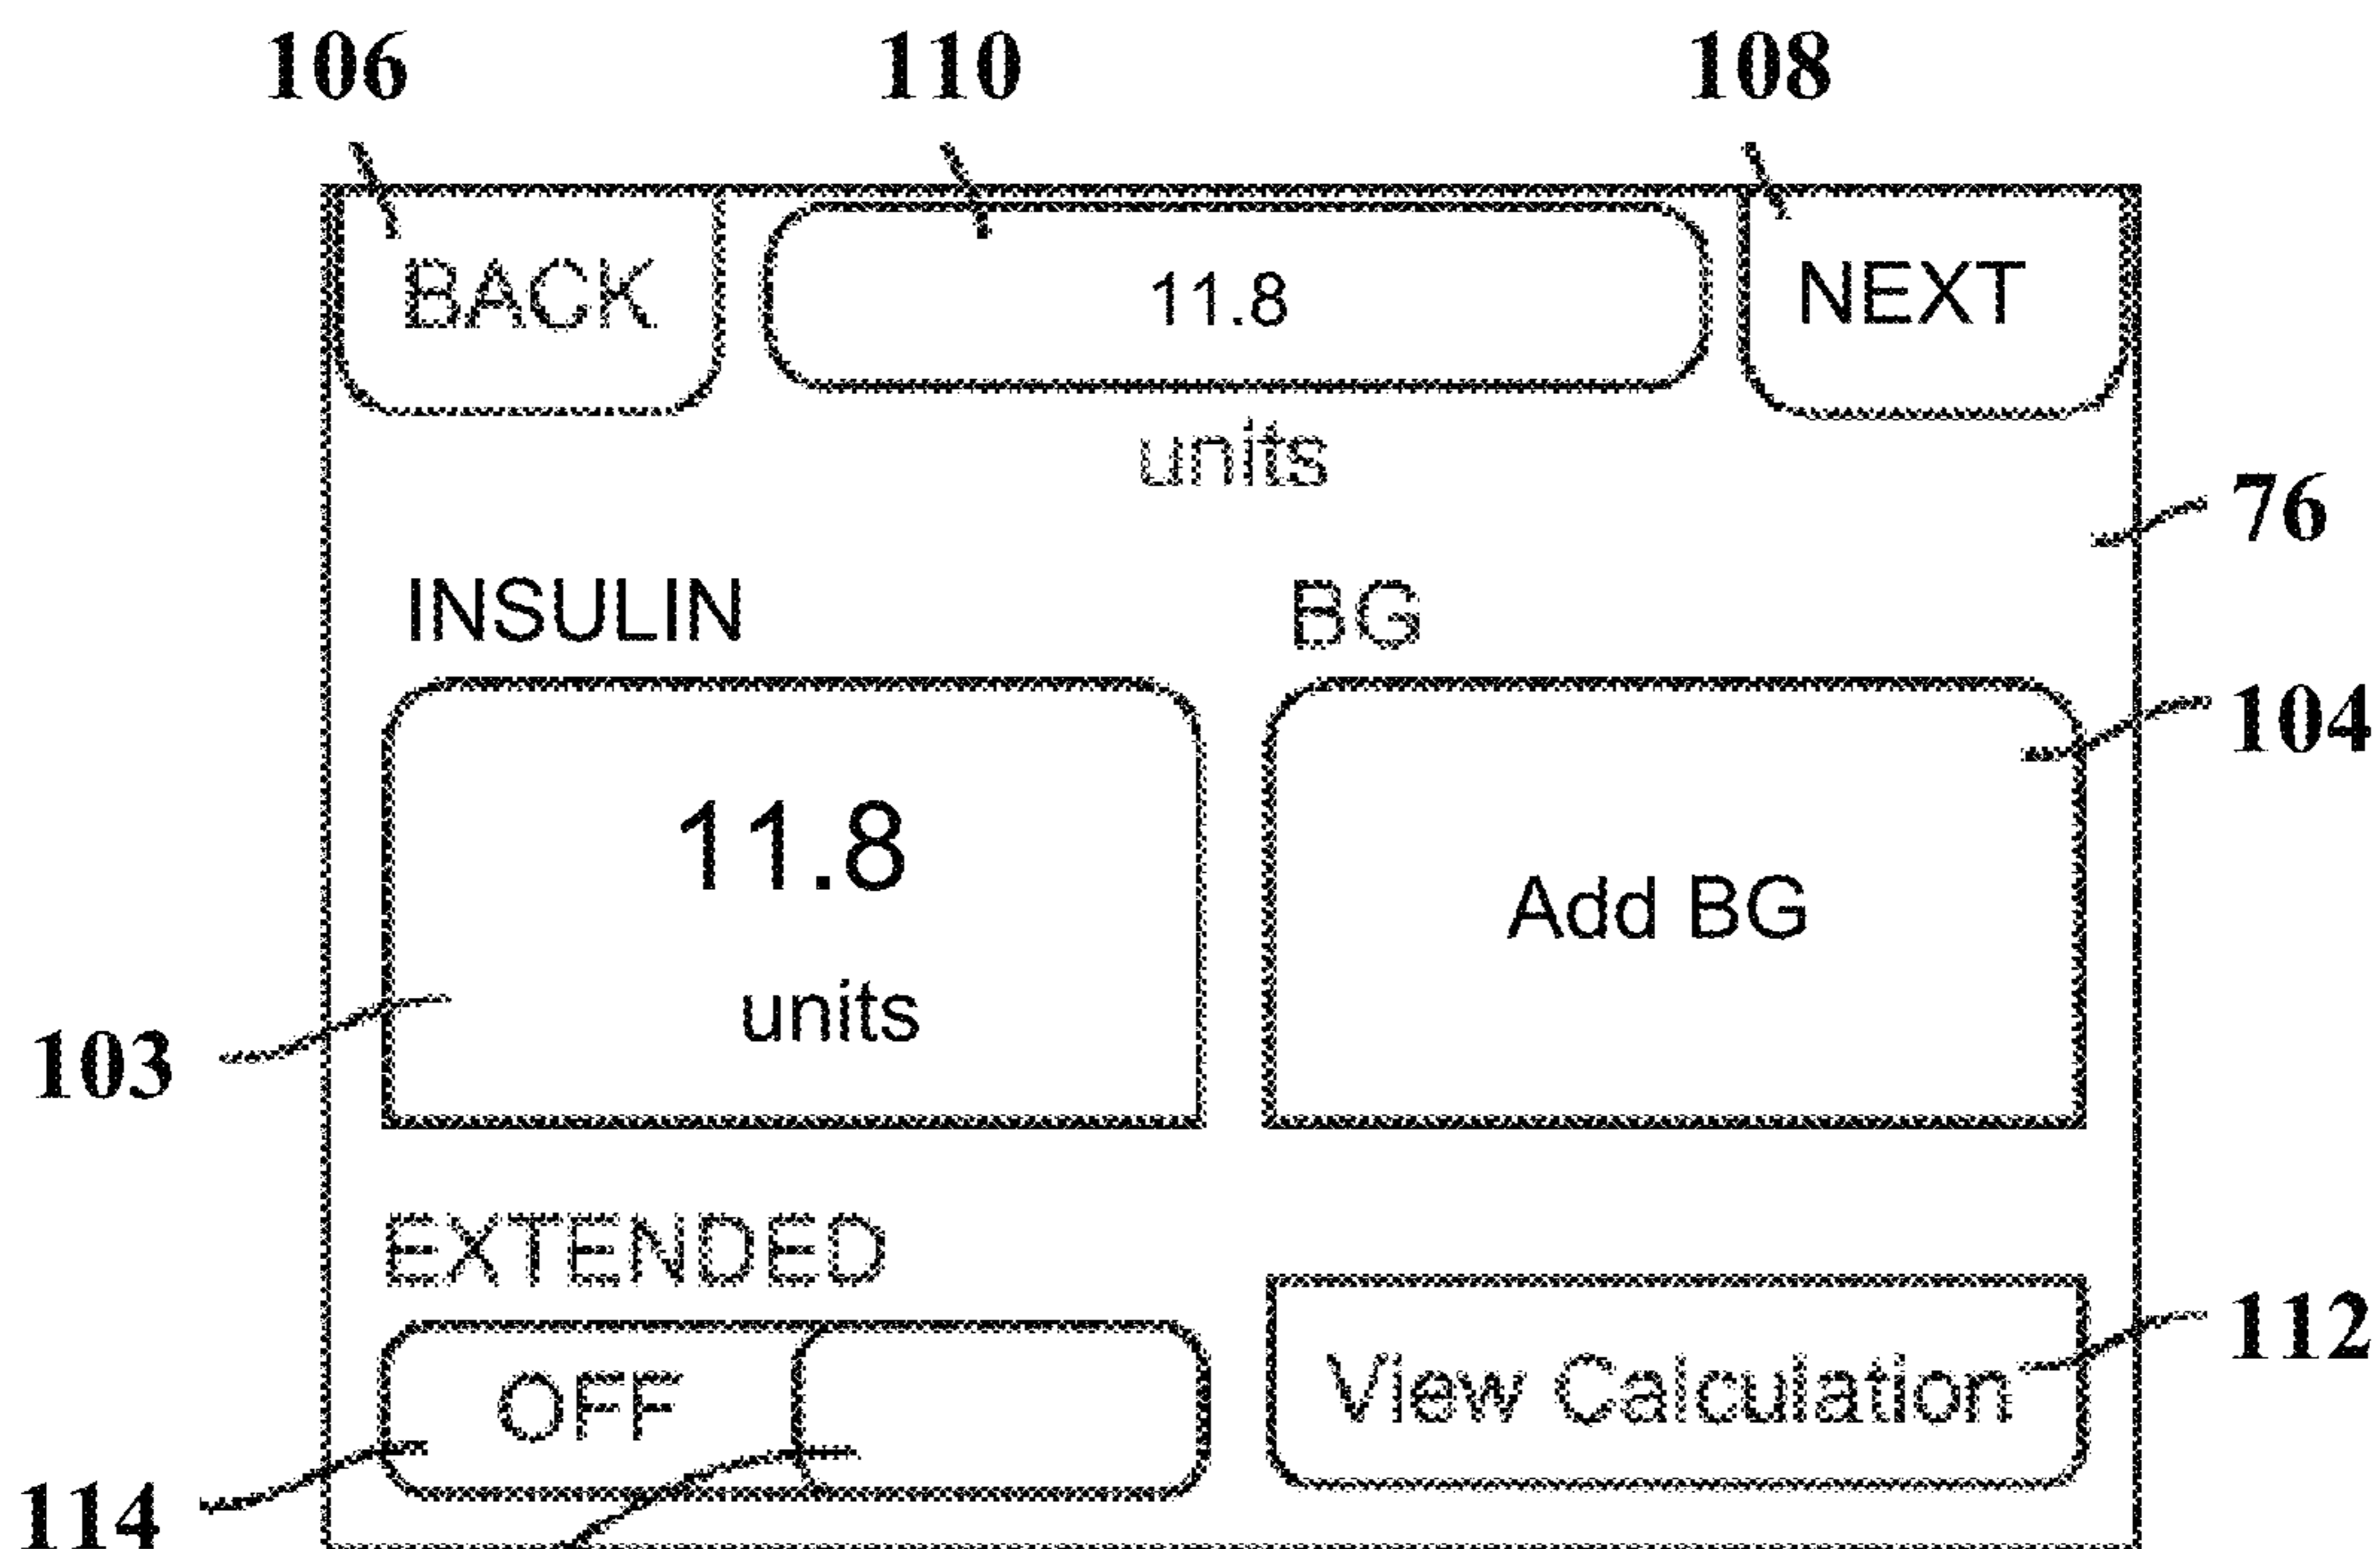 106 110 108
BACK 11.8 NEXT
units
76
INSULIN BG
104
11.8
Add BG
units
103
EXTENDED
112
OFF View Calculation
114